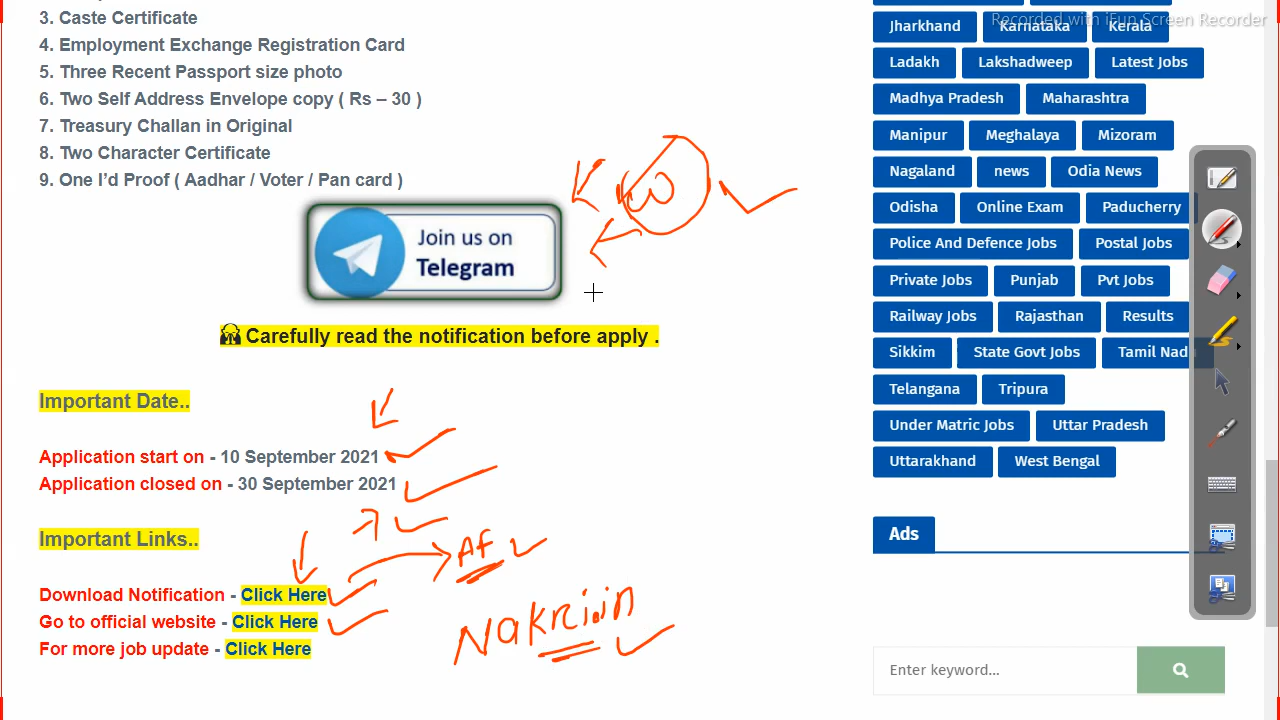 3. Caste Certificate
4. Employment Exchange Registration Card
5. Three Recent Passport size photo
6. Two Self Address Envelope copy ( Rs – 30 )
7. Treasury Challan in Original
8. Two Character Certificate
9. One I'd Proof ( Aadhar / Voter / Pan card )
Join us on
Telegram
Carefully read the notification before apply .
Important Date..
Application start on - 10 September 2021
Application closed on - 30 September 2021
Important Links..
AF
Download Notification - Click Here
Go to official website - Click Here
For more job update - Click Here
Nakri.in
Recorded with iFun Screen Recorder
Jharkhand Karnataka Kerala
Ladakh Lakshadweep Latest Jobs
Madhya Pradesh Maharashtra
Manipur Meghalaya Mizoram
Nagaland news Odia News
Odisha Online Exam Paducherry
Police And Defence Jobs Postal Jobs
Private Jobs Punjab Pvt Jobs
Railway Jobs Rajasthan Results
Sikkim State Govt Jobs Tamil Nadu
Telangana Tripura
Under Matric Jobs Uttar Pradesh
Uttarakhand West Bengal
Ads
Enter keyword...